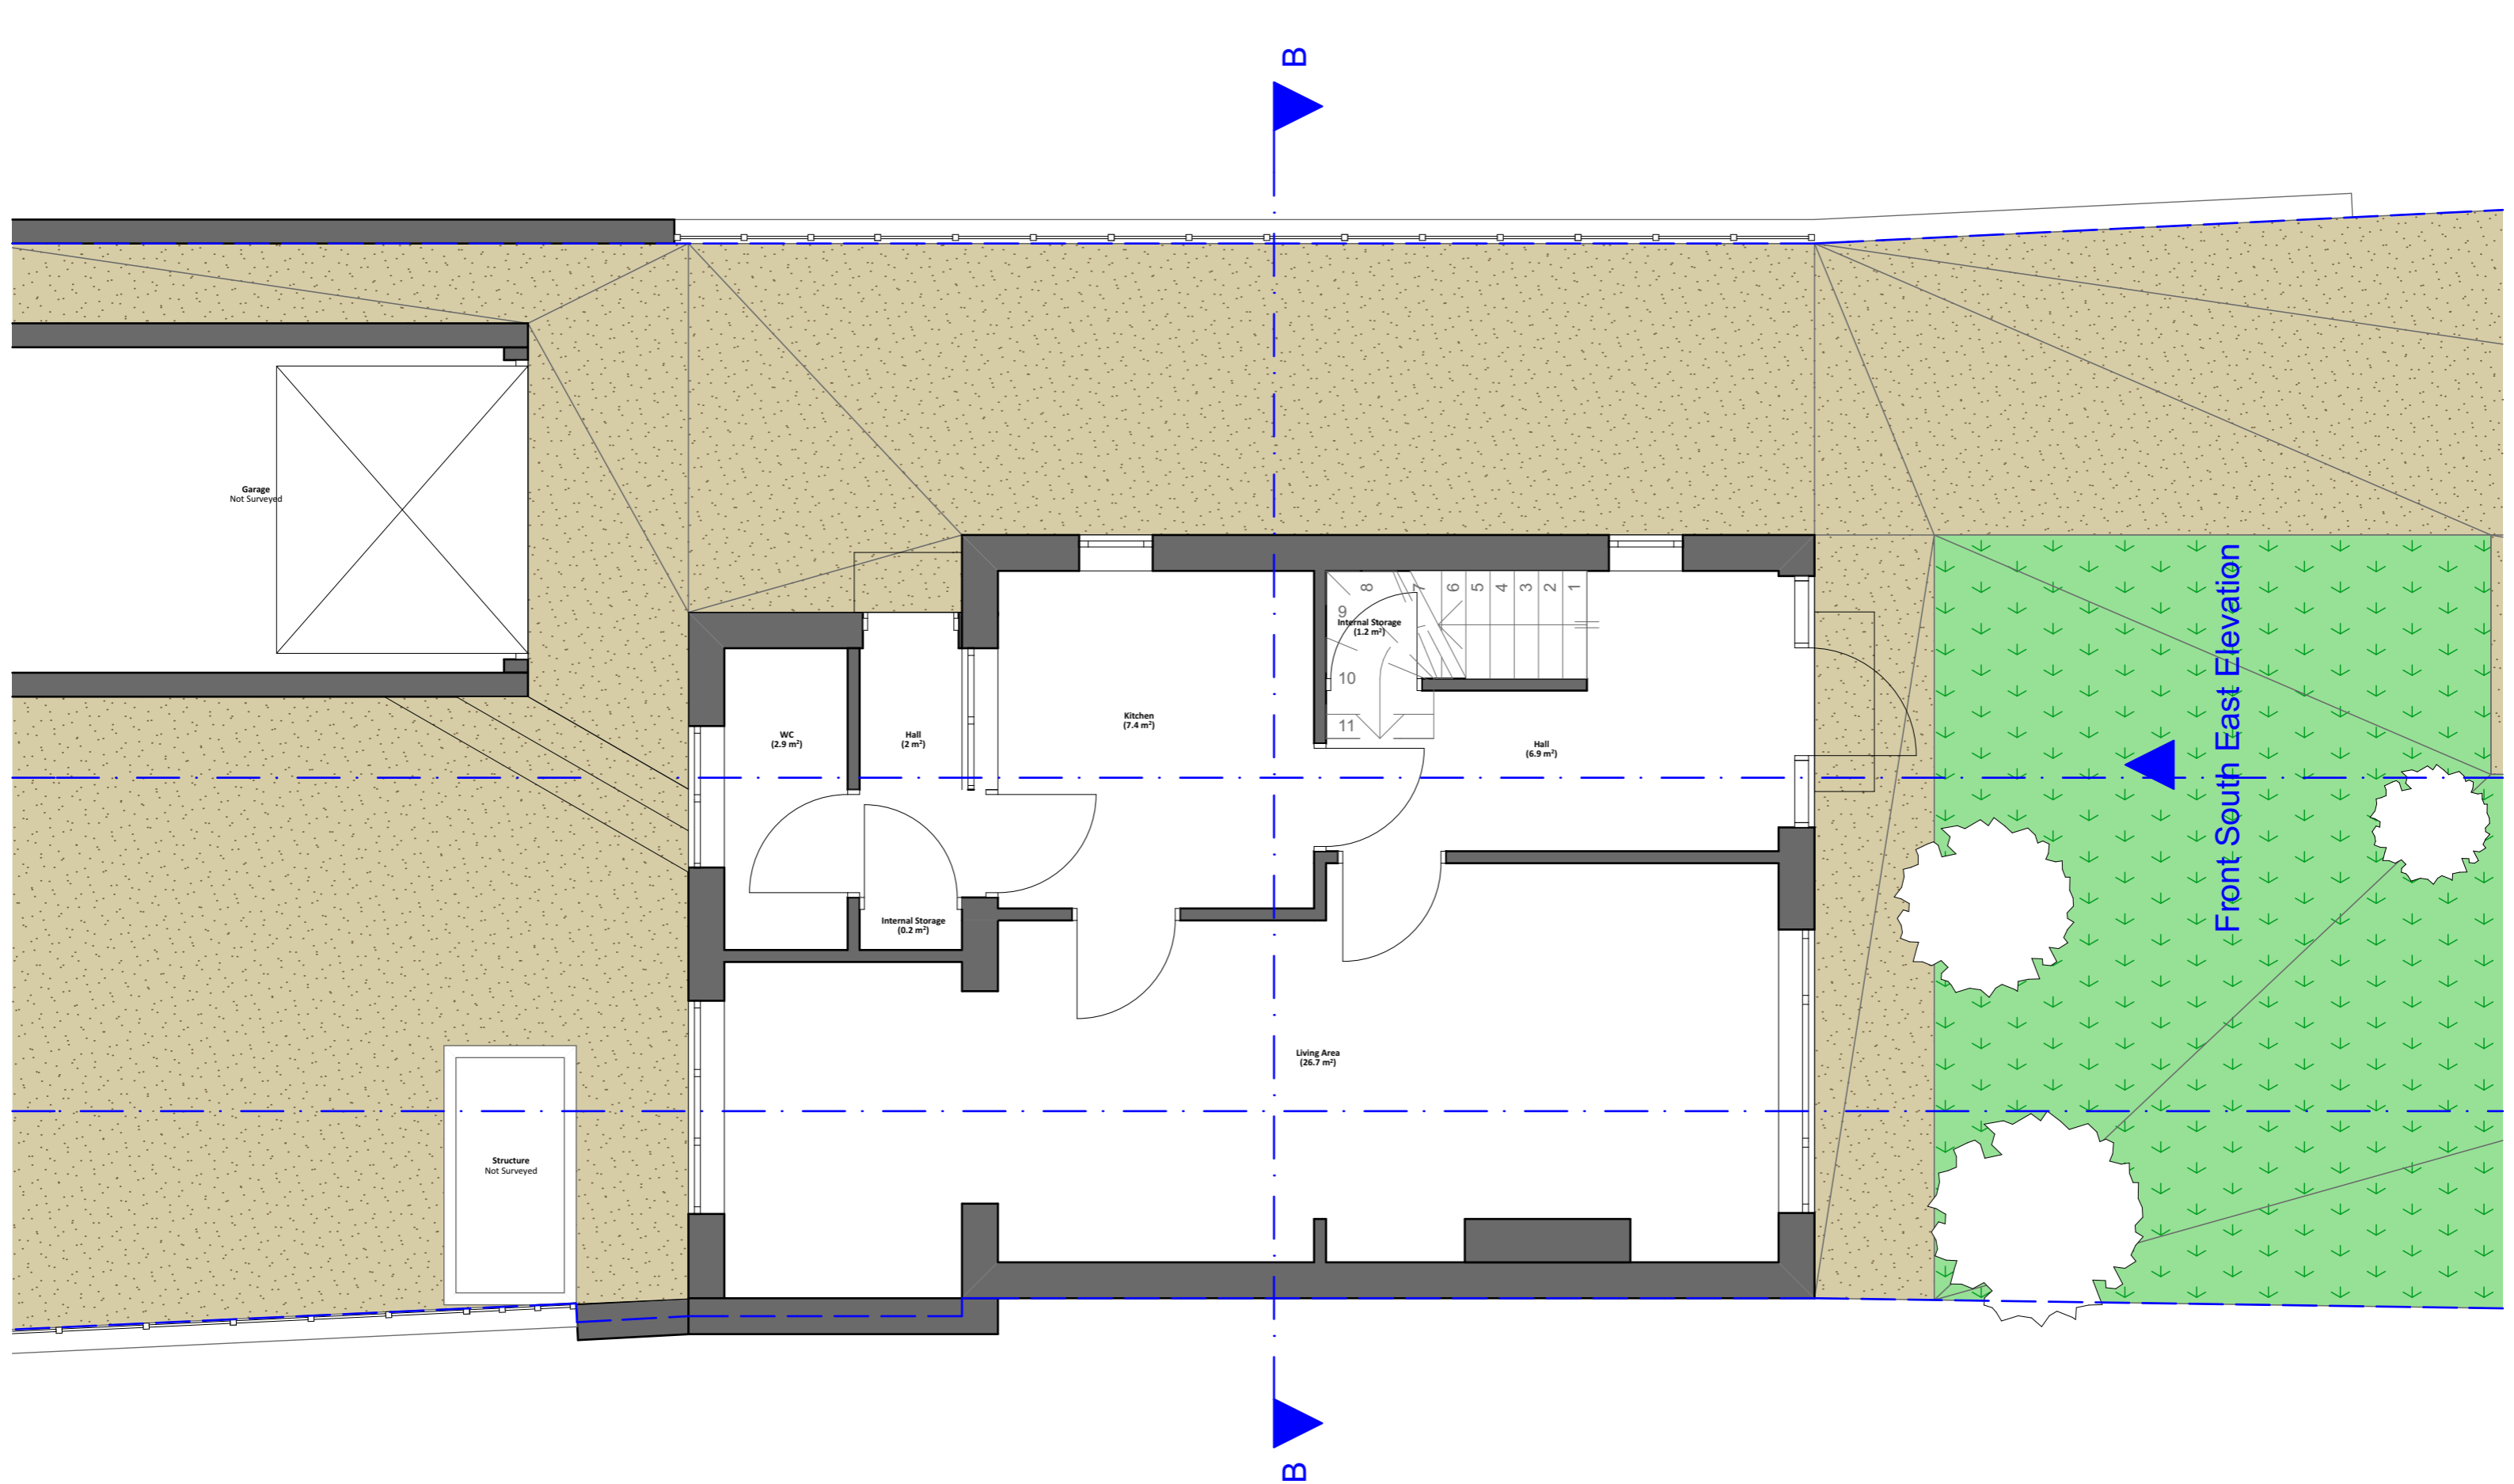 B
Garage
Not Surveyed
8
7
6
5
4
3
2
1
9
Internal Storage
(1.2 m²)
10
11
WC
(2.9 m²)
Hall
(2 m²)
Kitchen
(7.4 m²)
Hall
(6.9 m²)
Front South East Elevation
Internal Storage
(0.2 m²)
Living Area
(26.7 m²)
Structure
Not Surveyed
B